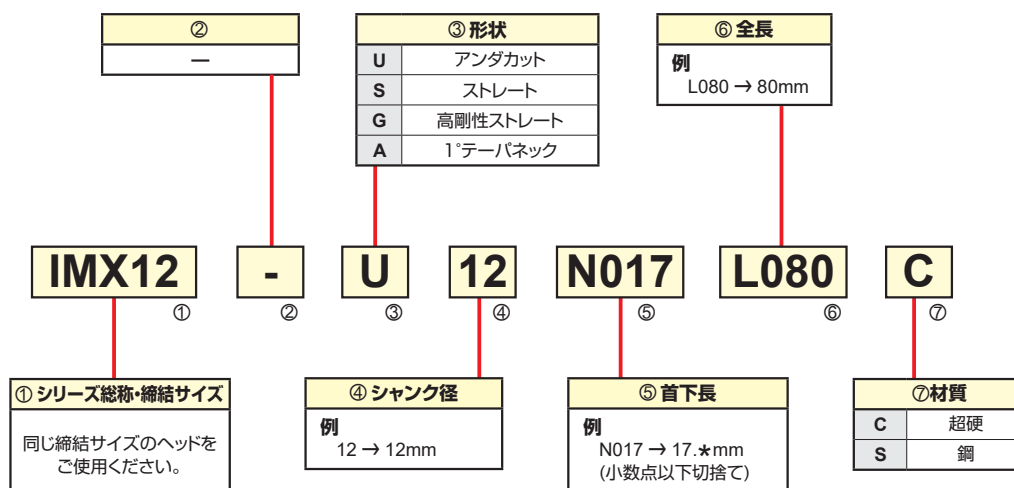 ②
―
③ 形状
U アンダカット
S ストレート
G 高剛性ストレート
A 1°テーパネック
⑥ 全長
例
L080 → 80mm
IMX12 - U 12 N017 L080 C
① ② ③ ④ ⑤ ⑥ ⑦
① シリーズ総称・締結サイズ
同じ締結サイズのヘッドを
ご使用ください。
④ シャンク径
例
12 → 12mm
⑤ 首下長
例
N017 → 17.★mm
(小数点以下切捨て)
⑦材質
C 超硬
S 鋼